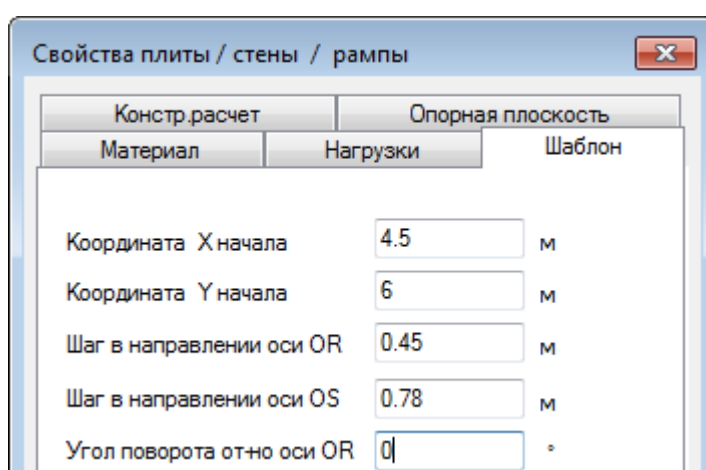 Свойства плиты / стены / рампы
Констр.расчет Опорная плоскость
Материал Нагрузки Шаблон
Координата X начала 4.5 м
Координата Y начала 6 м
Шаг в направлении оси OR 0.45 м
Шаг в направлении оси OS 0.78 м
Угол поворота от-но оси OR 0 °